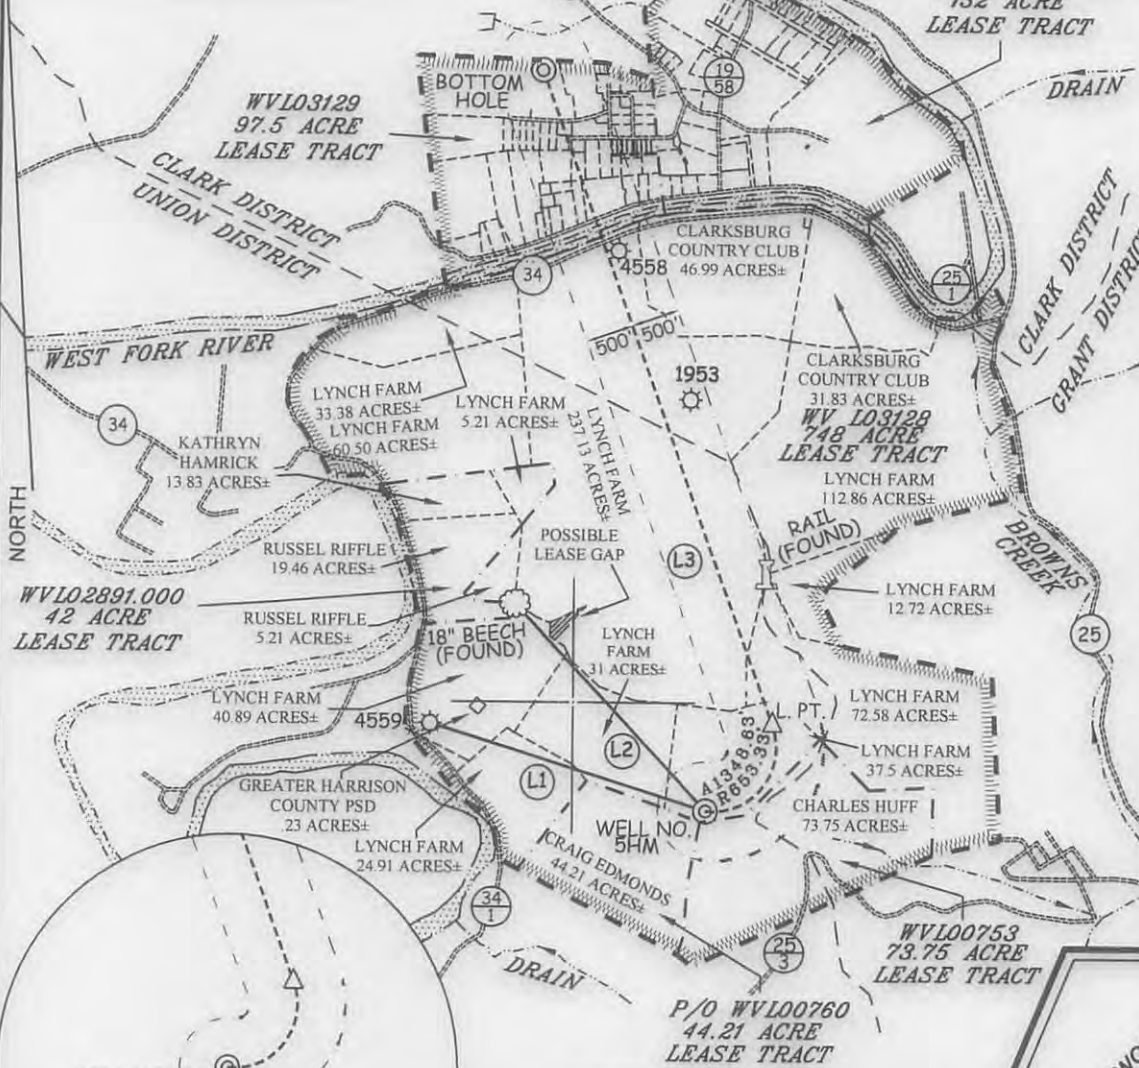 132 ACRE
LEASE TRACT
DRAIN
19
58
BOTTOM
HOLE
WVL03129
97.5 ACRE
LEASE TRACT
CLARK DISTRICT
UNION DISTRICT
CLARKSBURG
COUNTRY CLUB
46.99 ACRES±
4558
34
25
1
CLARK DISTRICT
GRANT DISTRICT
WEST FORK RIVER
500' 500'
1953
CLARKSBURG
COUNTRY CLUB
31.83 ACRES±
WV L03128
748 ACRE
LEASE TRACT
LYNCH FARM
112.86 ACRES±
LYNCH FARM
33.38 ACRES±
LYNCH FARM
60.50 ACRES±
LYNCH FARM
5.21 ACRES±
LYNCH FARM
237.13 ACRES±
34
KATHRYN
HAMRICK
13.83 ACRES±
NORTH
RAIL
(FOUND)
BROWNS
CREEK
POSSIBLE
LEASE GAP
L3
RUSSEL RIFFLE
19.46 ACRES±
WVL02891.000
42 ACRE
LEASE TRACT
RUSSEL RIFFLE
5.21 ACRES±
18" BEECH
(FOUND)
LYNCH
FARM
31 ACRES±
LYNCH FARM
12.72 ACRES±
25
LYNCH FARM
40.89 ACRES±
4559
L. PT.
LYNCH FARM
72.58 ACRES±
LYNCH FARM
37.5 ACRES±
A1348.63'
R653.33'
L2
L1
GREATER HARRISON
COUNTY PSD
.23 ACRES±
CHARLES HUFF
73.75 ACRES±
WELL NO.
5HM
LYNCH FARM
24.91 ACRES±
CRAIG EDMONDS
44.21 ACRES±
34
1
25
3
WVL00753
73.75 ACRE
LEASE TRACT
DRAIN
P/O WVL00760
44.21 ACRE
LEASE TRACT